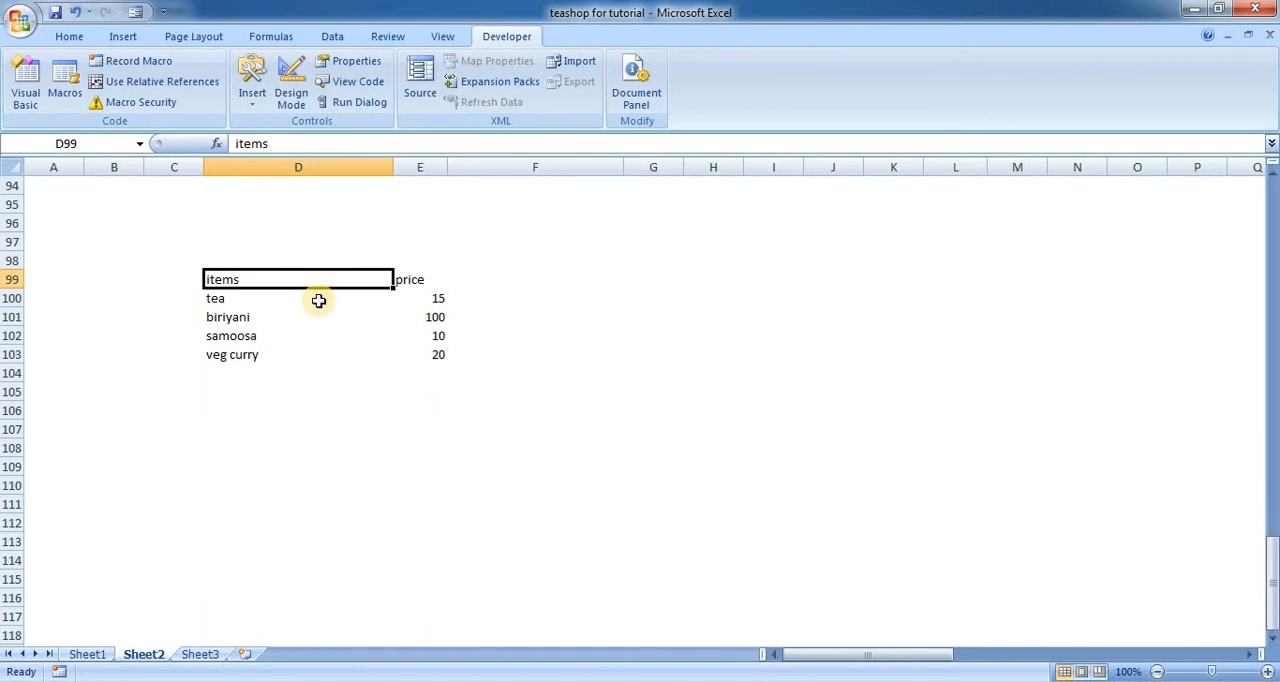 teashop for tutorial - Microsoft Excel
Home Insert Page Layout Formulas Data Review View Developer
Visual Basic
Macros
Record Macro
Use Relative References
Macro Security
Code
Insert
Design Mode
Properties
View Code
Run Dialog
Controls
Source
Map Properties
Expansion Packs
Refresh Data
Import
Export
XML
Document Panel
Modify
D99 fx items
A B C D E F G H I J K L M N O P Q
94
95
96
97
98
99 items price
100 tea 15
101 biriyani 100
102 samoosa 10
103 veg curry 20
104
105
106
107
108
109
110
111
112
113
114
115
116
117
118
Sheet1 Sheet2 Sheet3
Ready 100%